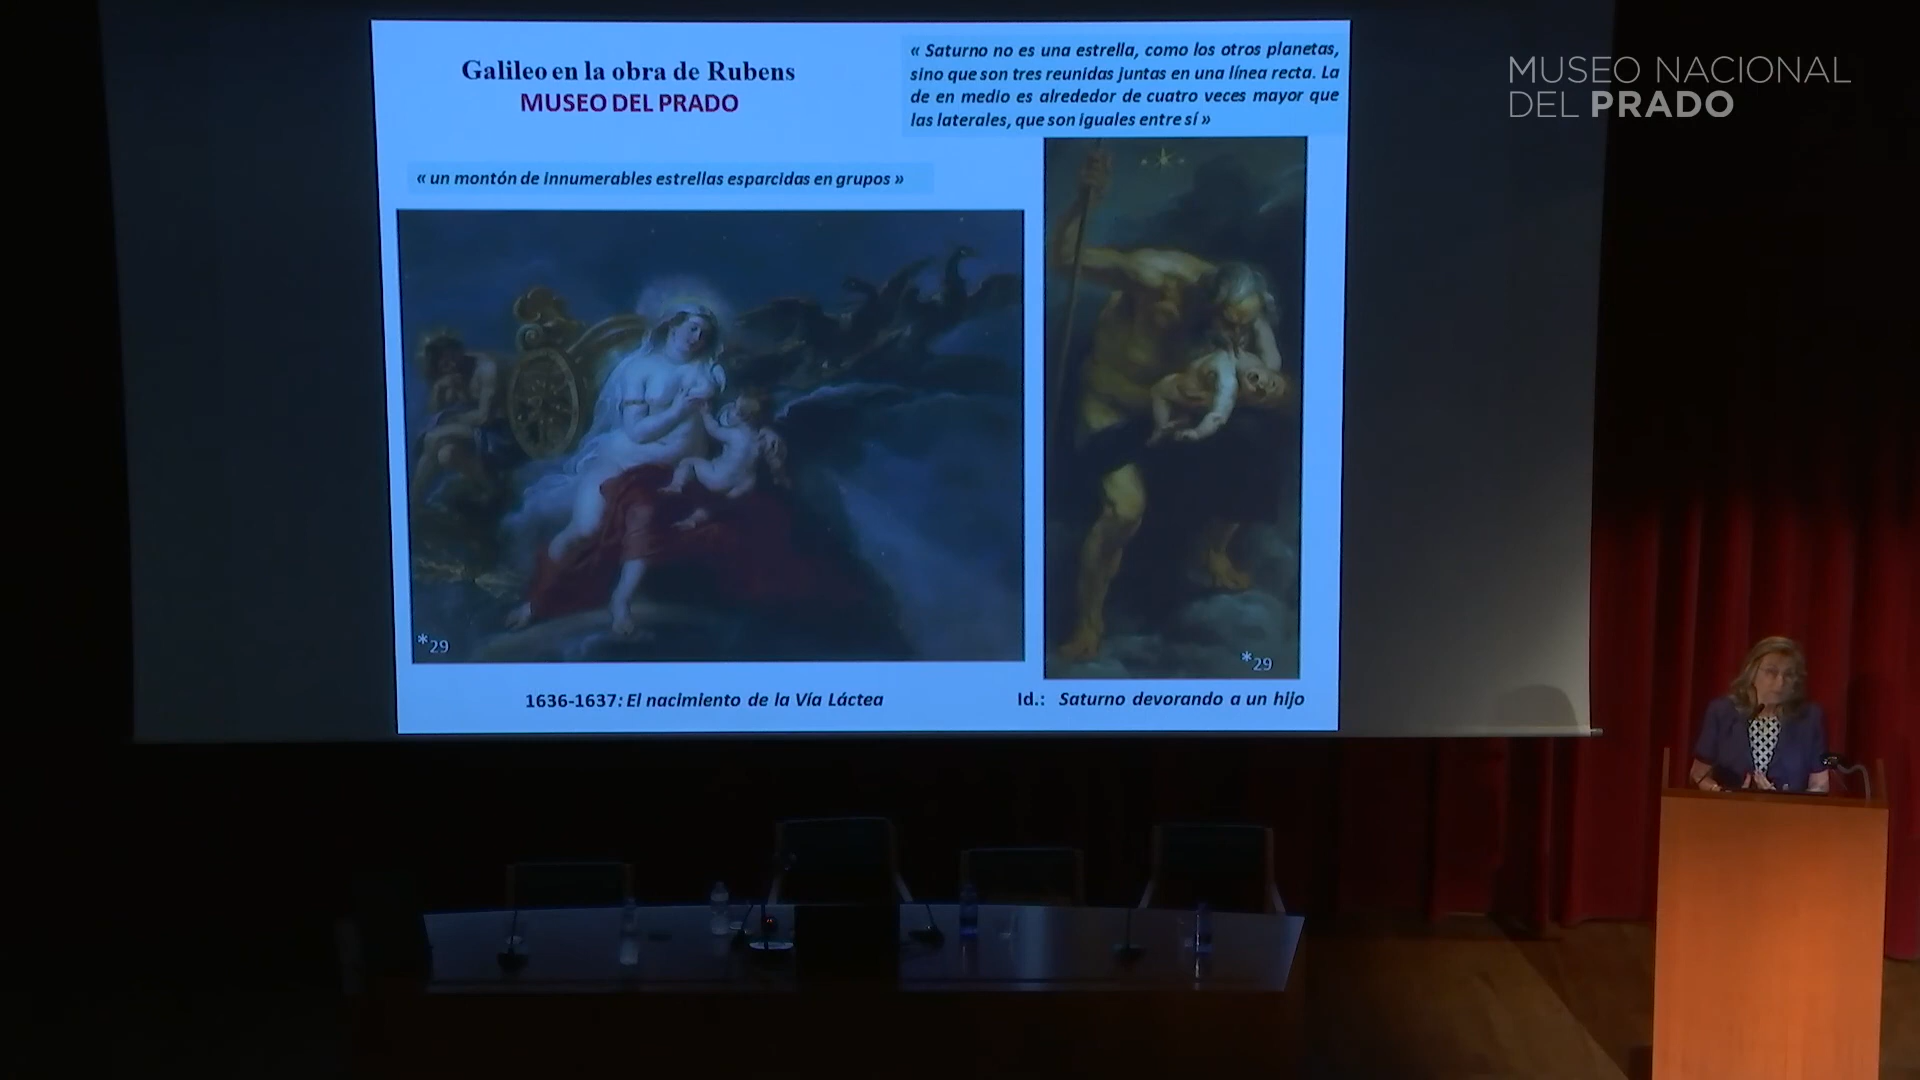 Galileo en la obra de Rubens
MUSEO DEL PRADO
« Saturno no es una estrella, como los otros planetas,
sino que son tres reunidas juntas en una línea recta. La
de en medio es alrededor de cuatro veces mayor que
las laterales, que son iguales entre sí »
MUSEO NACIONAL
DEL PRADO
« un montón de innumerables estrellas esparcidas en grupos »
*29
*29
1636-1637: El nacimiento de la Vía Láctea
Id.: Saturno devorando a un hijo